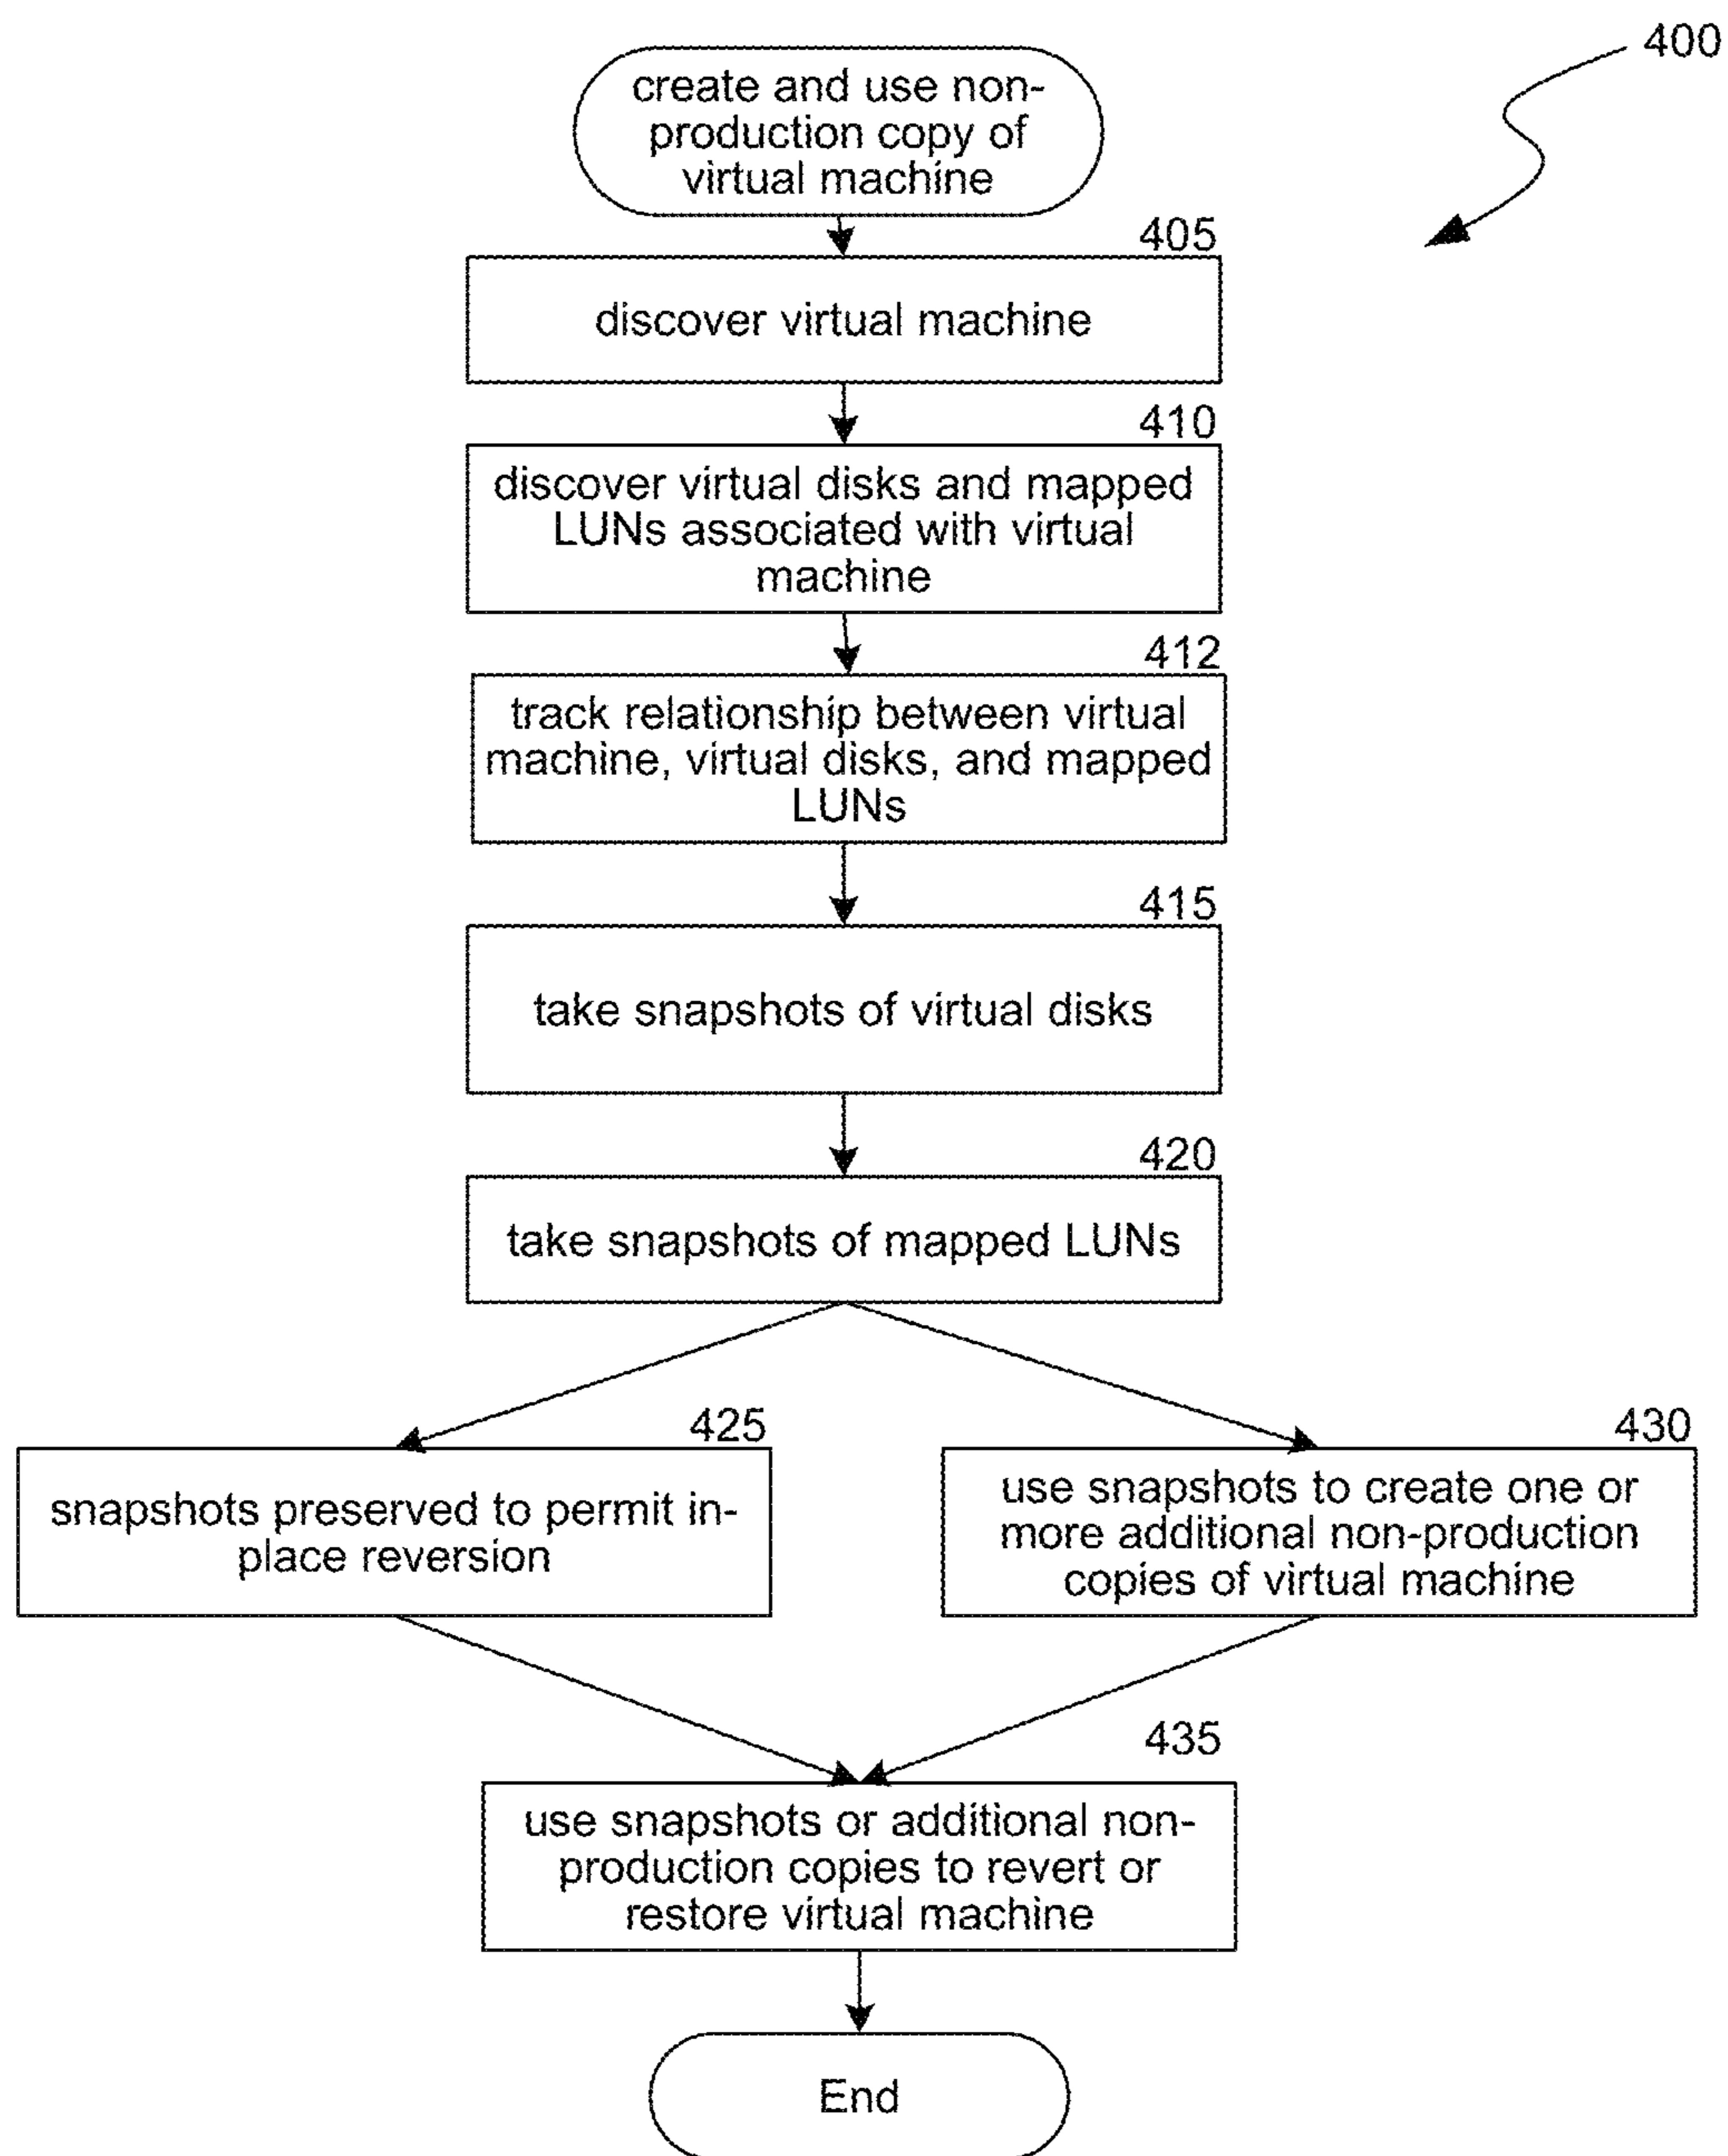 400
create and use non-
production copy of
virtual machine
405
discover virtual machine
410
discover virtual disks and mapped
LUNs associated with virtual
machine
412
track relationship between virtual
machine, virtual disks, and mapped
LUNs
415
take snapshots of virtual disks
420
take snapshots of mapped LUNs
425
snapshots preserved to permit in-
place reversion
430
use snapshots to create one or
more additional non-production
copies of virtual machine
435
use snapshots or additional non-
production copies to revert or
restore virtual machine
End